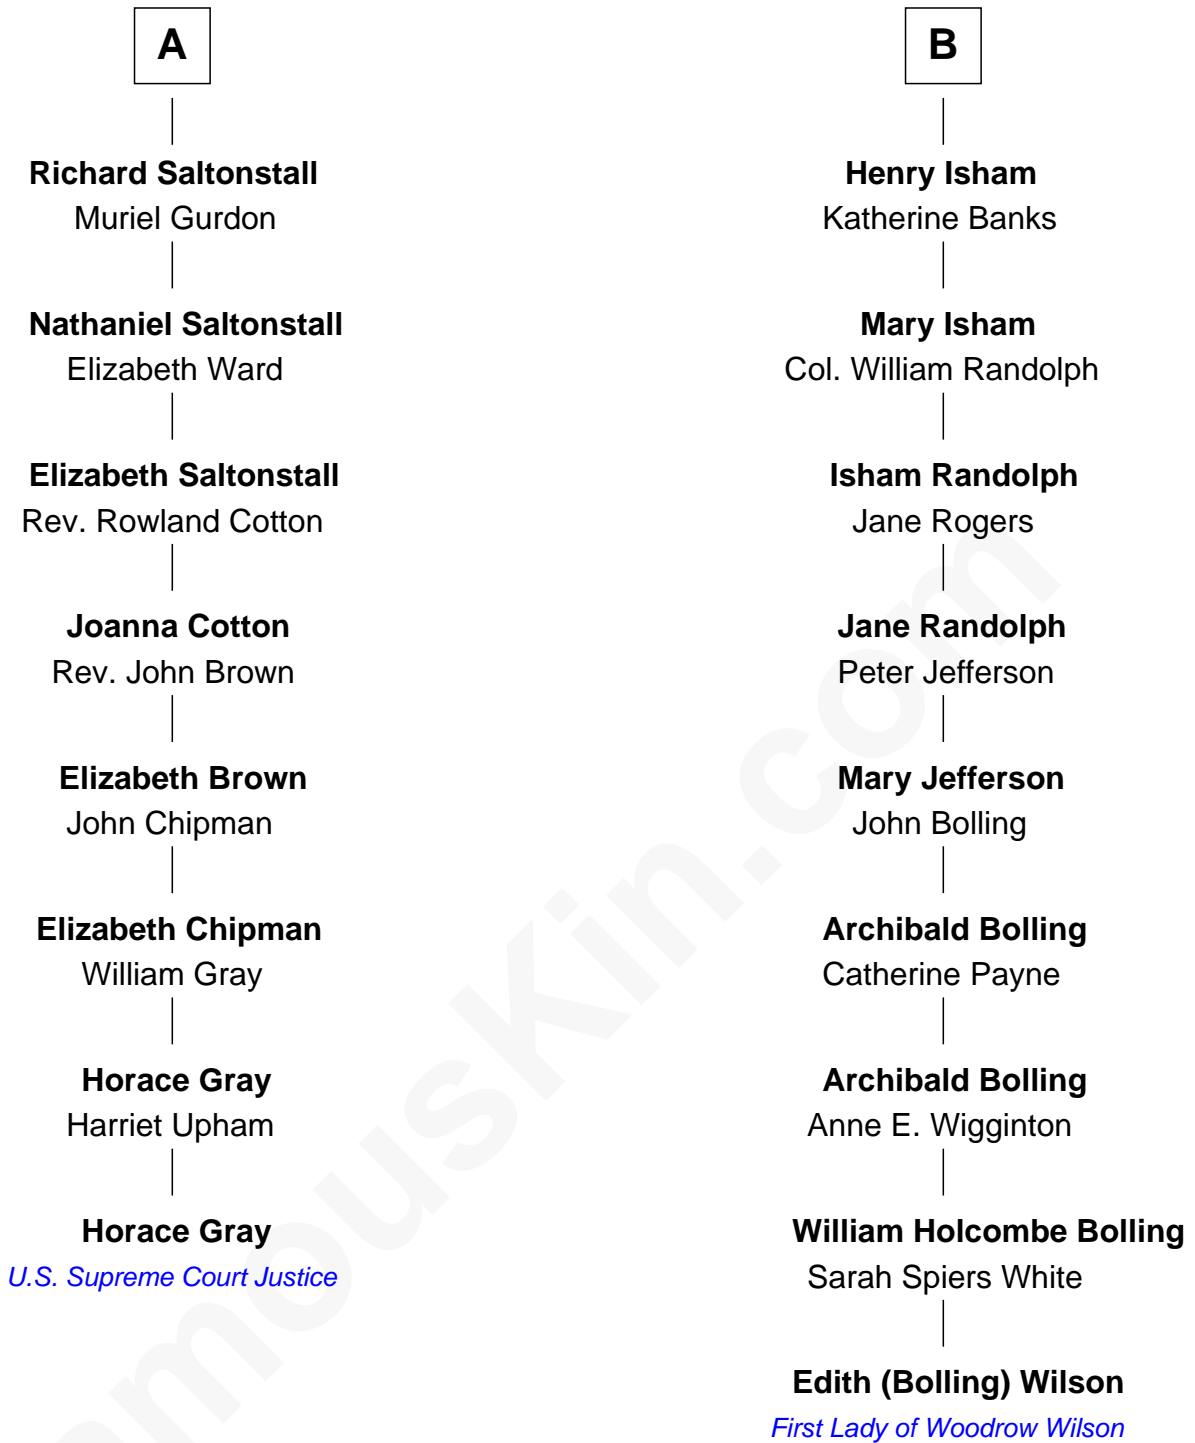 A
Richard Saltonstall
Muriel Gurdon
Nathaniel Saltonstall
Elizabeth Ward
Elizabeth Saltonstall
Rev. Rowland Cotton
Joanna Cotton
Rev. John Brown
Elizabeth Brown
John Chipman
Elizabeth Chipman
William Gray
Horace Gray
Harriet Upham
Horace Gray
U.S. Supreme Court Justice
B
Henry Isham
Katherine Banks
Mary Isham
Col. William Randolph
Isham Randolph
Jane Rogers
Jane Randolph
Peter Jefferson
Mary Jefferson
John Bolling
Archibald Bolling
Catherine Payne
Archibald Bolling
Anne E. Wigginton
William Holcombe Bolling
Sarah Spiers White
Edith (Bolling) Wilson
First Lady of Woodrow Wilson
amouskin.com